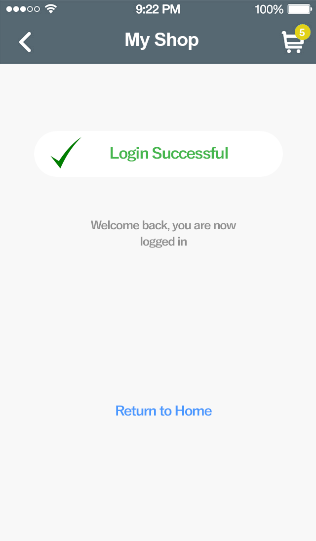 9:22 PM 100%
My Shop
5
Login Successful
Welcome back, you are now
logged in
Return to Home